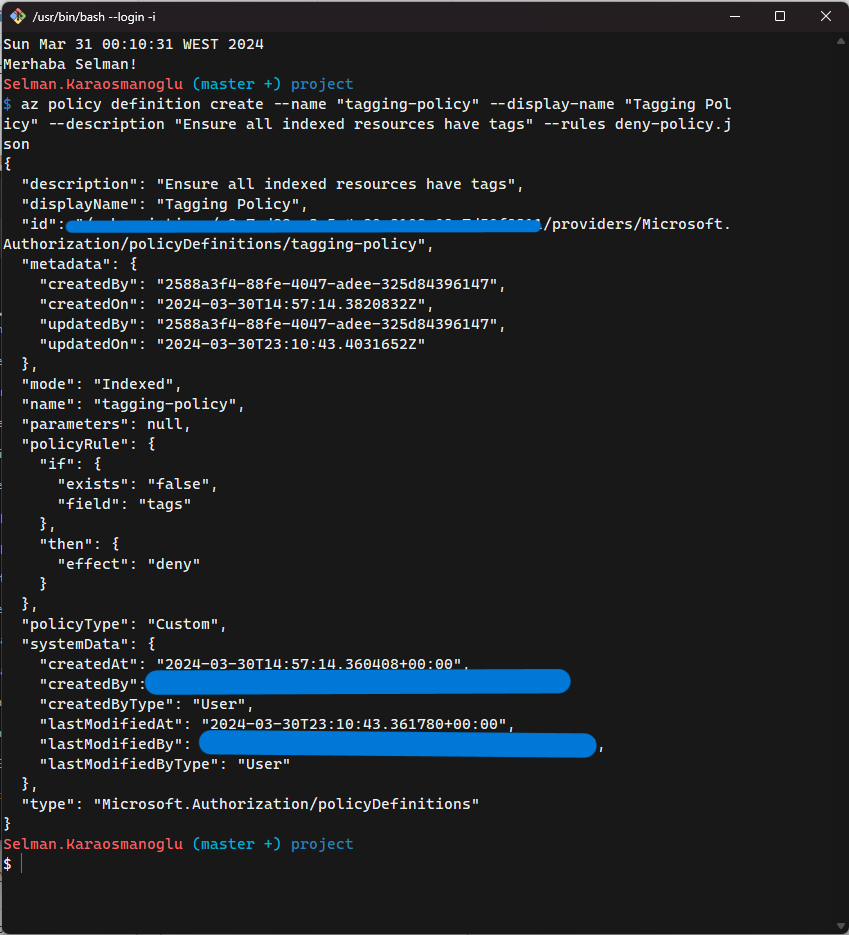 /usr/bin/bash --login -i
Sun Mar 31 00:10:31 WEST 2024
Merhaba Selman!
Selman.Karaosmanoglu (master +) project
$ az policy definition create --name "tagging-policy" --display-name "Tagging Pol
icy" --description "Ensure all indexed resources have tags" --rules deny-policy.j
son
{
  "description": "Ensure all indexed resources have tags",
  "displayName": "Tagging Policy",
  "id": /providers/Microsoft.
Authorization/policyDefinitions/tagging-policy",
  "metadata": {
    "createdBy": "2588a3f4-88fe-4047-adee-325d84396147",
    "createdOn": "2024-03-30T14:57:14.3820832Z",
    "updatedBy": "2588a3f4-88fe-4047-adee-325d84396147",
    "updatedOn": "2024-03-30T23:10:43.4031652Z"
  },
  "mode": "Indexed",
  "name": "tagging-policy",
  "parameters": null,
  "policyRule": {
    "if": {
      "exists": "false",
      "field": "tags"
    },
    "then": {
      "effect": "deny"
    }
  },
  "policyType": "Custom",
  "systemData": {
    "createdAt": "2024-03-30T14:57:14.360408+00:00",
    "createdBy":
    "createdByType": "User",
    "lastModifiedAt": "2024-03-30T23:10:43.361780+00:00",
    "lastModifiedBy": ,
    "lastModifiedByType": "User"
  },
  "type": "Microsoft.Authorization/policyDefinitions"
}
Selman.Karaosmanoglu (master +) project
$